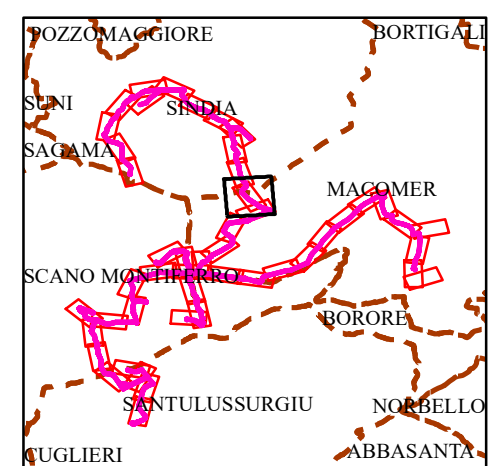 POZZOMAGGIORE
BORTIGALI
SUNI
SINDIA
SAGAMA
MACOMER
SCANO MONTIFERRO
BORORE
SANTULUSSURGIU
NORBELLO
CUGLIERI
ABBASANTA